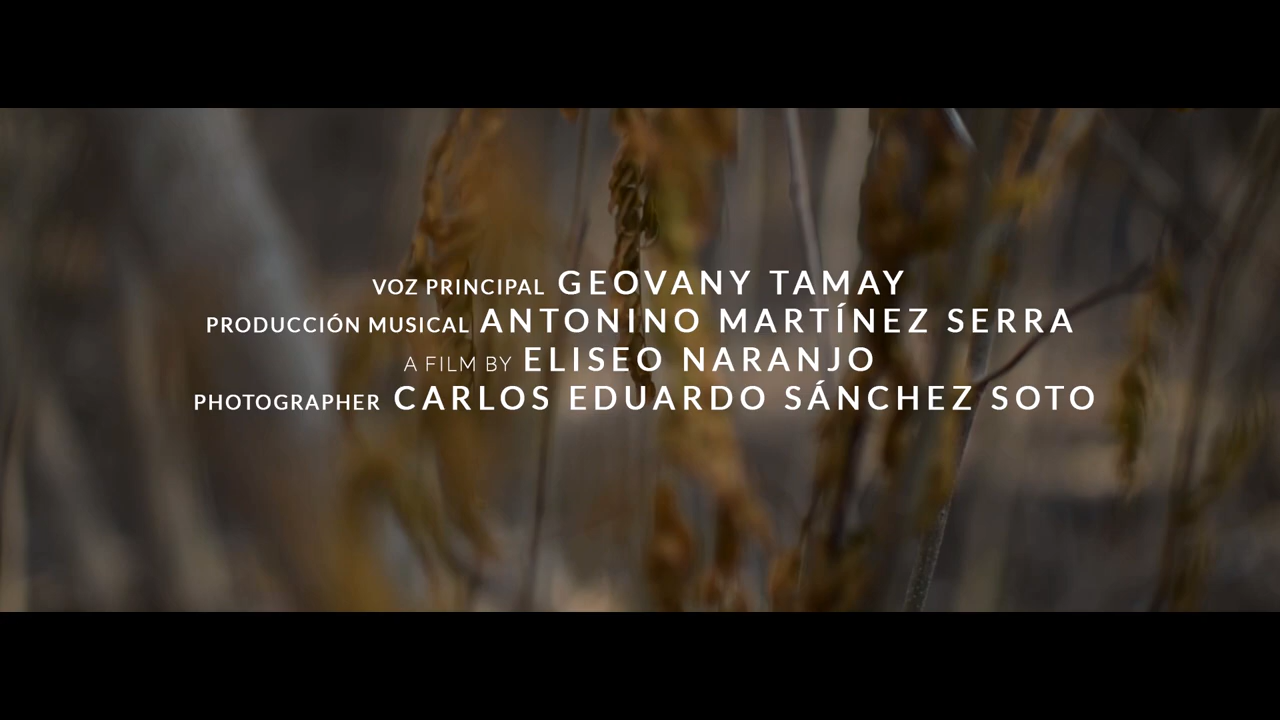 VOZ PRINCIPAL GEOVANY TAMAY
PRODUCCIÓN MUSICAL ANTONINO MARTÍNEZ SERRA
A FILM BY ELISEO NARANJO
PHOTOGRAPHER CARLOS EDUARDO SÁNCHEZ SOTO